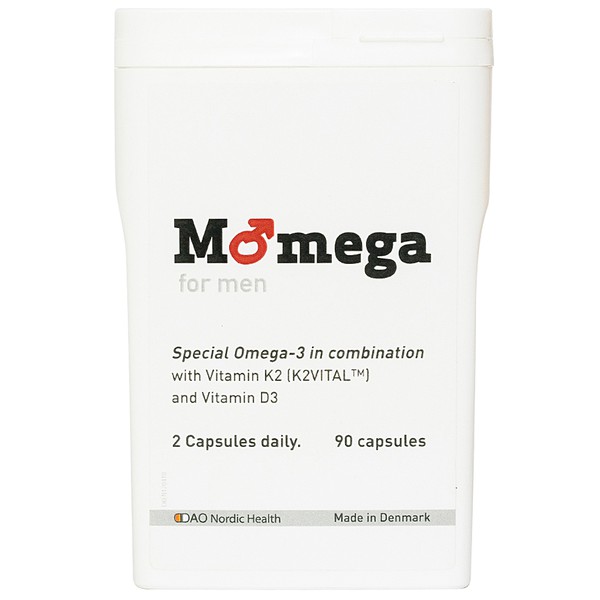 Momega
for men
Special Omega-3 in combination
with Vitamin K2 (K2VITAL™)
and Vitamin D3
2 Capsules daily. 90 capsules
DAO Nordic Health Made in Denmark